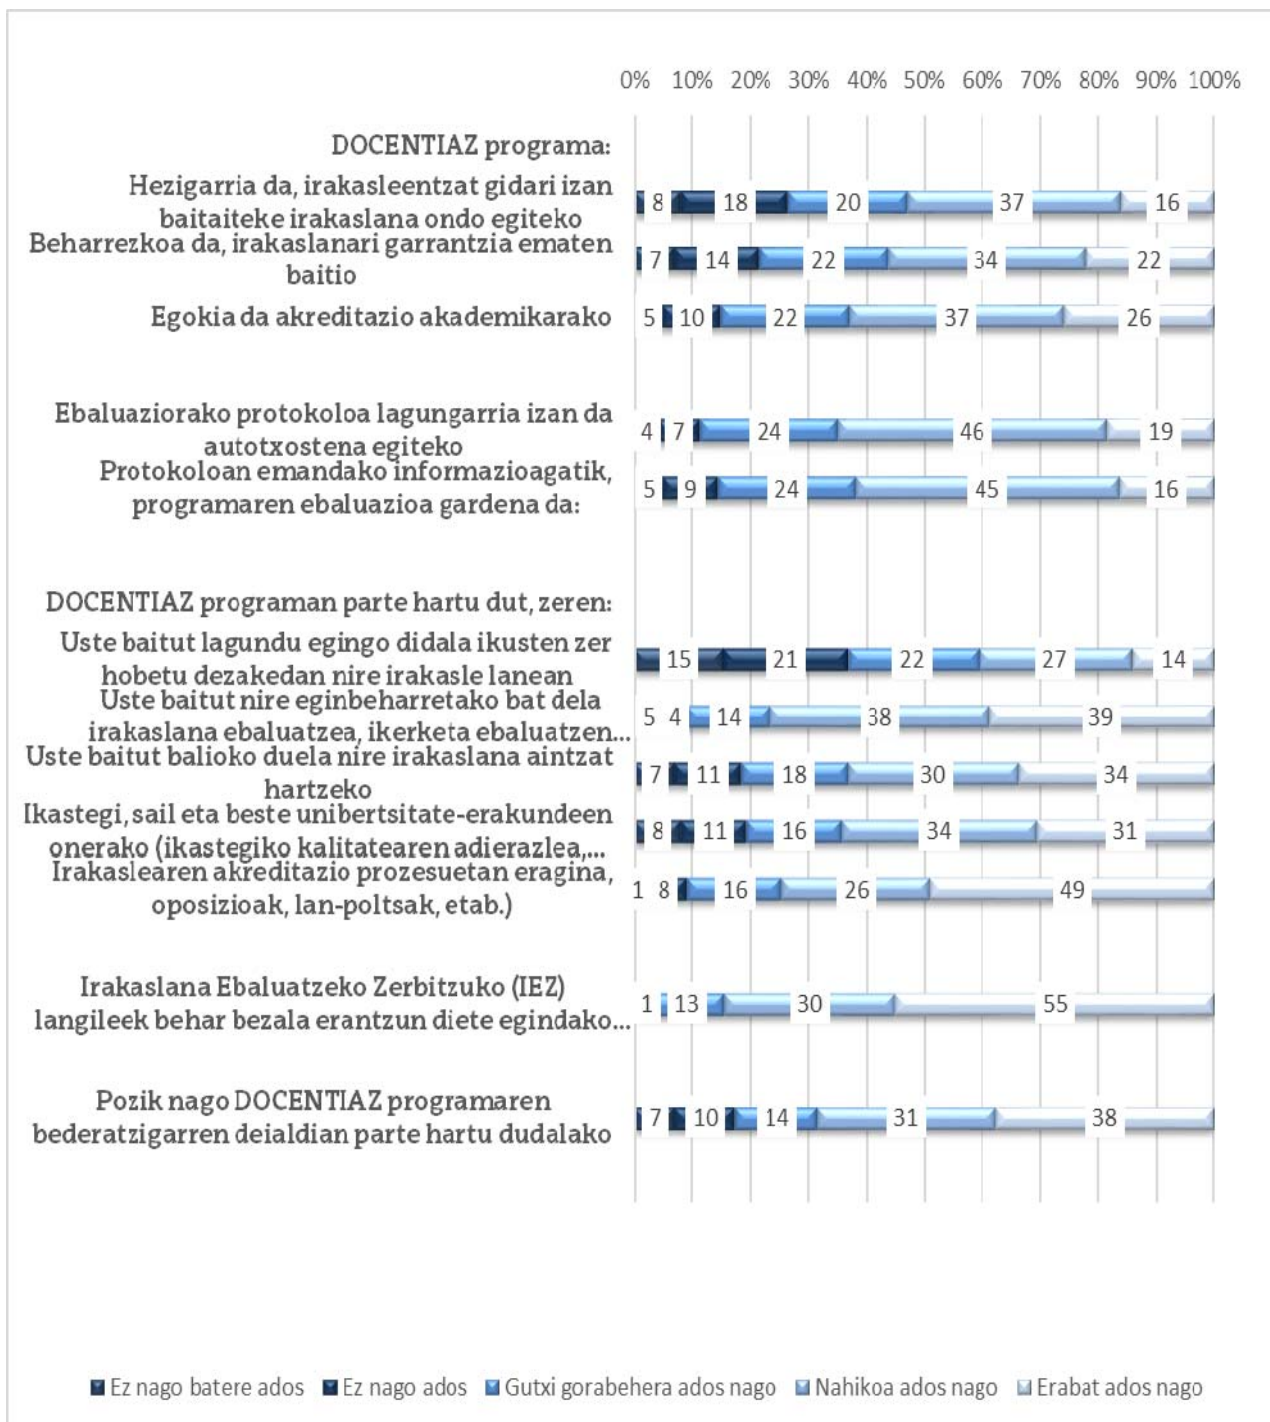 0% 10% 20% 30% 40% 50% 60% 70% 80% 90% 100%
DOCENTIAZ programa:
Hezigarria da, irakasleentzat gidari izan
baitaiteke irakaslana ondo egiteko
8 18 20 37 16
Beharrezkoa da, irakaslanari garrantzia ematen
baitio
7 14 22 34 22
Egokia da akreditazio akademikarako
5 10 22 37 26
Ebaluaziorako protokoloa lagungarria izan da
autotxostena egiteko
4 7 24 46 19
Protokoloan emandako informazioagatik,
programaren ebaluazioa gardena da:
5 9 24 45 16
DOCENTIAZ programan parte hartu dut, zeren:
Uste baitut lagundu egingo didala ikusten zer
hobetu dezakedan nire irakasle lanean
15 21 22 27 14
Uste baitut nire eginbeharretako bat dela
irakaslana ebaluatzea, ikerketa ebaluatzen...
5 4 14 38 39
Uste baitut balioko duela nire irakaslana aintzat
hartzeko
7 11 18 30 34
Ikastegi, sail eta beste unibertsitate-erakundeen
onerako (ikastegiko kalitatearen adierazlea,...
8 11 16 34 31
Irakaslearen akreditazio prozesuetan eragina,
oposizioak, lan-poltsak, etab.)
1 8 16 26 49
Irakaslana Ebaluatzeko Zerbitzuko (IEZ)
langileek behar bezala erantzun diete egindako...
1 13 30 55
Pozik nago DOCENTIAZ programaren
bederatzigarren deialdian parte hartu dudalako
7 10 14 31 38
Ez nago batere ados Ez nago ados Gutxi gorabehera ados nago Nahikoa ados nago Erabat ados nago